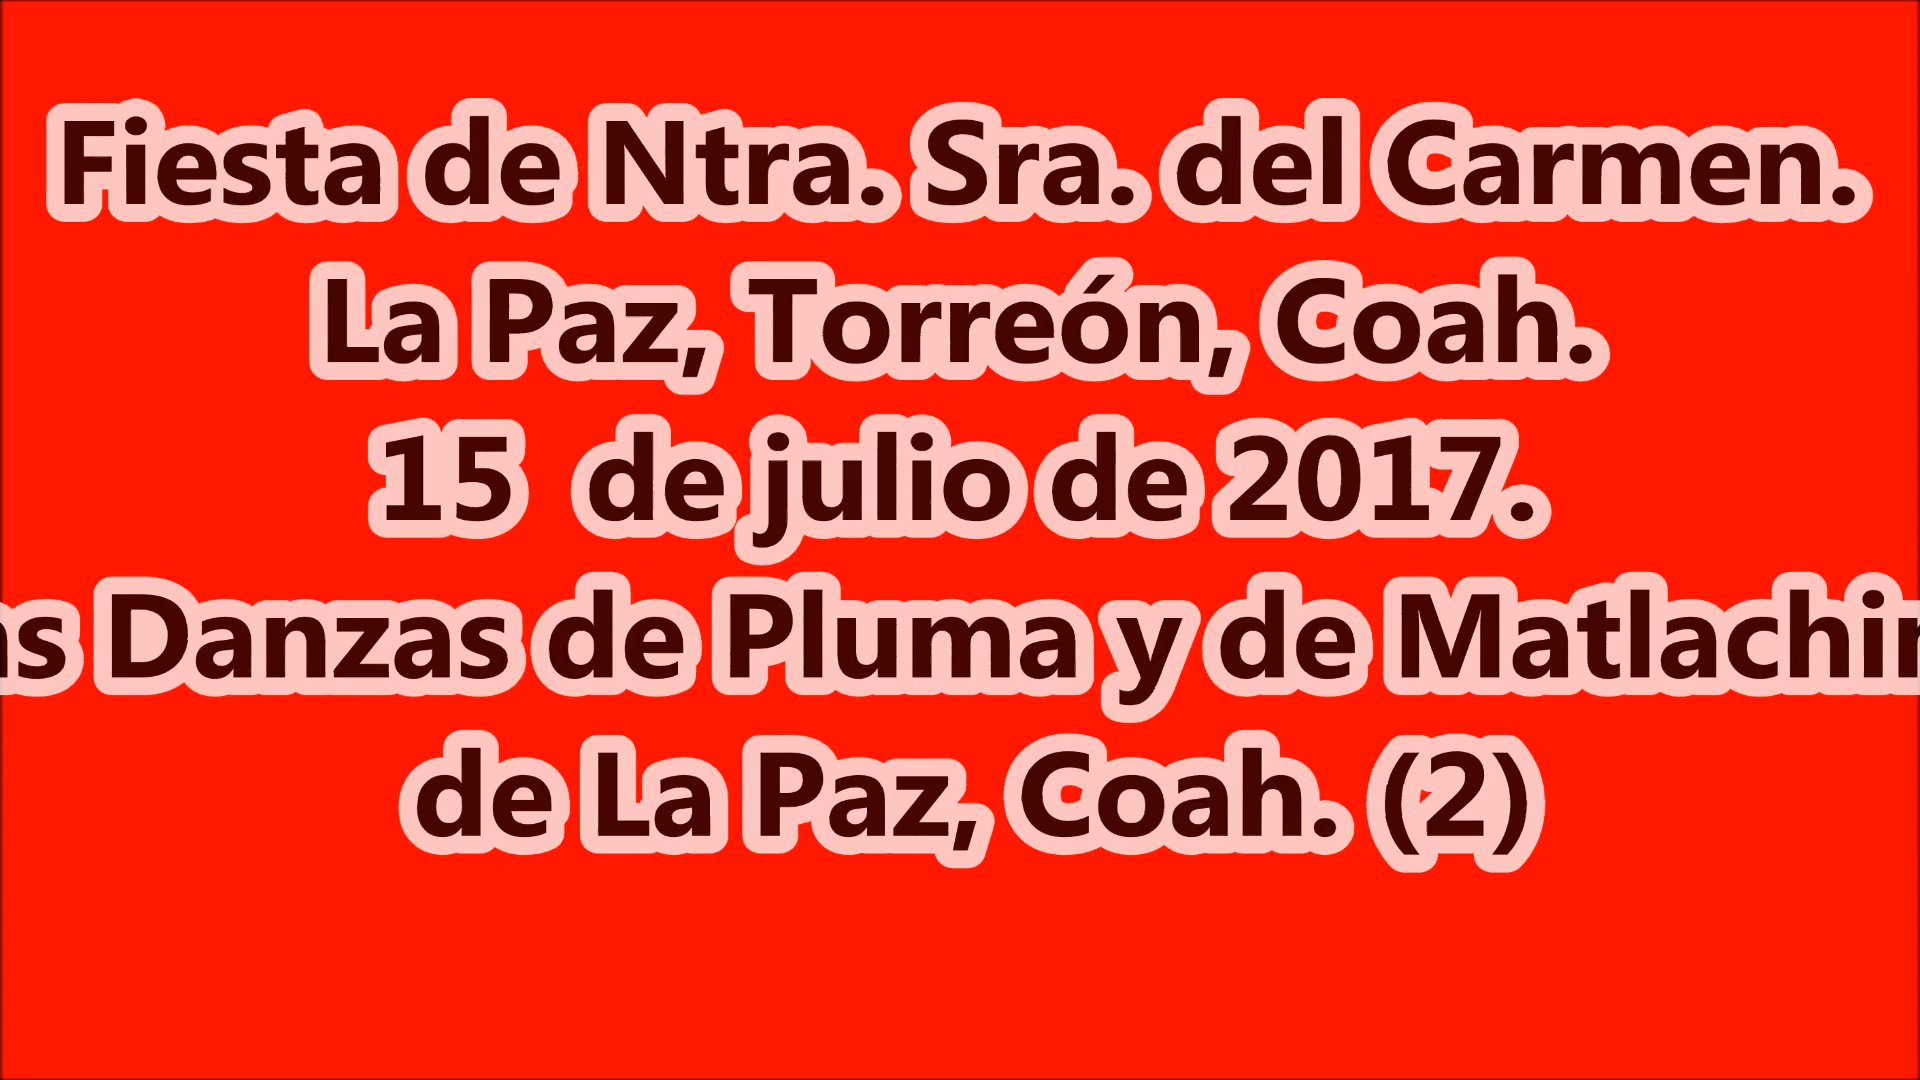 Fiesta de Ntra. Sra. del Carmen.
La Paz, Torreón, Coah.
15  de julio de 2017.
Danzas de Pluma y de
de La Paz, Coah. (2)